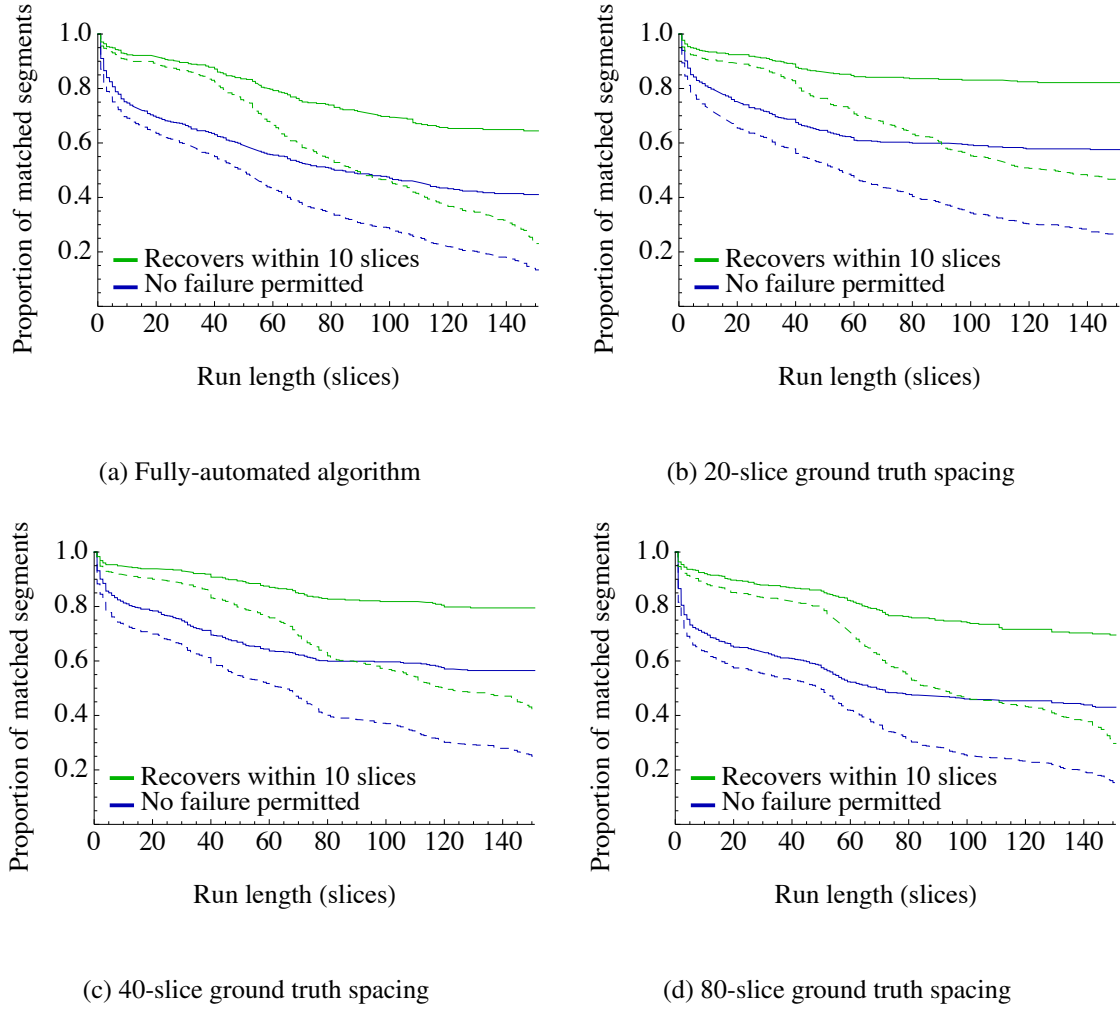 Proportion of matched segments
1.0
0.8
0.6
0.4
0.2
Recovers within 10 slices
No failure permitted
0 20 40 60 80 100 120 140
Run length (slices)
(a) Fully-automated algorithm
Proportion of matched segments
1.0
0.8
0.6
0.4
0.2
Recovers within 10 slices
No failure permitted
0 20 40 60 80 100 120 140
Run length (slices)
(b) 20-slice ground truth spacing
Proportion of matched segments
1.0
0.8
0.6
0.4
0.2
Recovers within 10 slices
No failure permitted
0 20 40 60 80 100 120 140
Run length (slices)
(c) 40-slice ground truth spacing
Proportion of matched segments
1.0
0.8
0.6
0.4
0.2
Recovers within 10 slices
No failure permitted
0 20 40 60 80 100 120 140
Run length (slices)
(d) 80-slice ground truth spacing